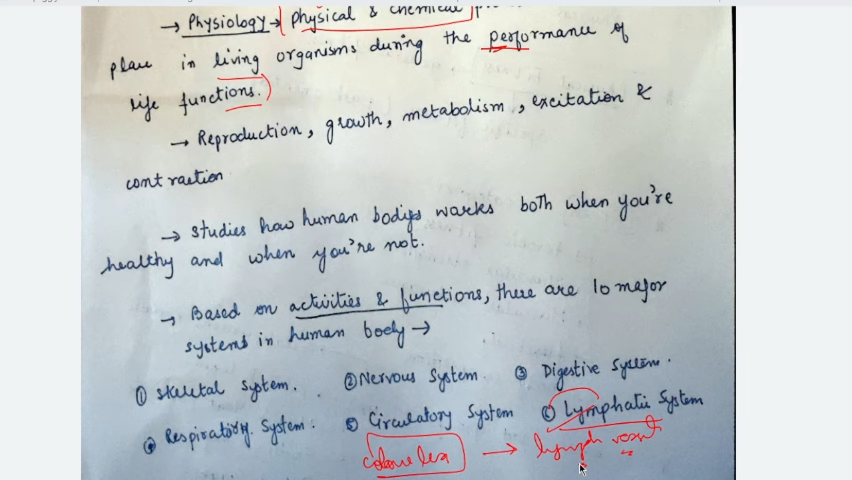 → Physiology → Physical & chemical
place in living organisms during the performance of
life functions.
→ Reproduction, growth, metabolism, excitation &
contraction
→ Studies how human bodys works both when you're
healthy and when you're not.
→ Based on activities & functions, there are 10 major
systems in human body →
① Skeletal System. ② Nervous System ③ Digestive System.
④ Respiratory System. ⑤ Circulatory System ⑥ Lymphatic System
colourless → lymph vessel